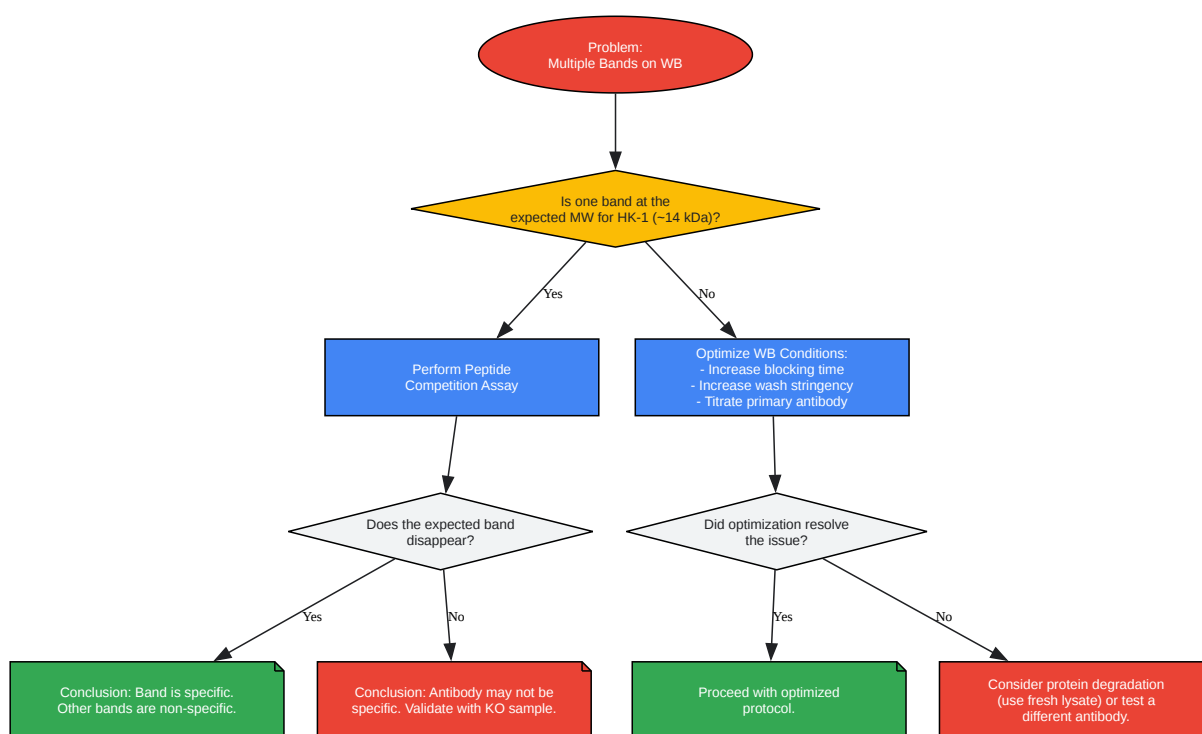 Problem:
Multiple Bands on WB
Is one band at the
expected MW for HK-1 (~14 kDa)?
Yes
No
Perform Peptide
Competition Assay
Optimize WB Conditions:
- Increase blocking time
- Increase wash stringency
- Titrate primary antibody
Does the expected band
disappear?
Did optimization resolve
the issue?
Yes
No
Yes
No
Conclusion: Band is specific.
Other bands are non-specific.
Conclusion: Antibody may not be
specific. Validate with KO sample.
Proceed with optimized
protocol.
Consider protein degradation
(use fresh lysate) or test a
different antibody.